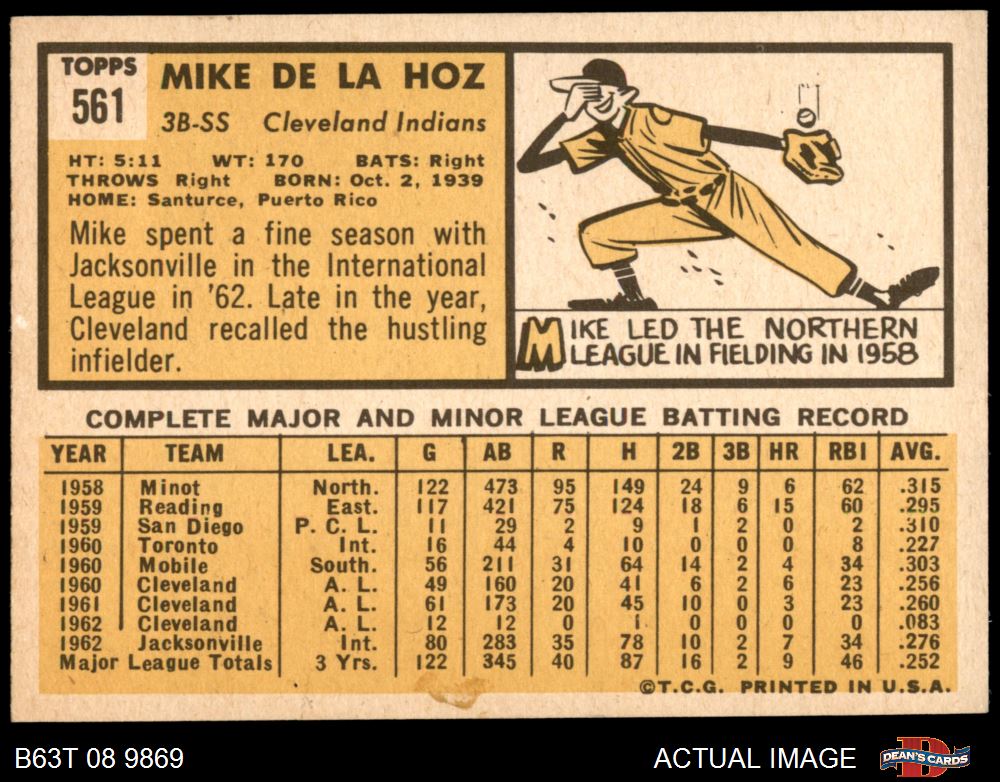 TOPPS
561
MIKE DE LA HOZ
3B-SS Cleveland Indians
HT: 5:11 WT: 170 BATS: Right
THROWS Right BORN: Oct. 2, 1939
HOME: Santurce, Puerto Rico
Mike spent a fine season with
Jacksonville in the International
League in '62. Late in the year,
Cleveland recalled the hustling
infielder.
MIKE LED THE NORTHERN
LEAGUE IN FIELDING IN 1958
COMPLETE MAJOR AND MINOR LEAGUE BATTING RECORD
YEAR TEAM LEA. G AB R H 2B 3B HR RBI AVG.
1958 Minot North. 122 473 95 149 24 9 6 62 .315
1959 Reading East. 117 421 75 124 18 6 15 60 .295
1959 San Diego P. C. L. 11 29 2 9 1 2 0 2 .310
1960 Toronto Int. 16 44 4 10 0 0 0 8 .227
1960 Mobile South. 56 211 31 64 14 2 4 34 .303
1960 Cleveland A. L. 49 160 20 41 6 2 6 23 .256
1961 Cleveland A. L. 61 173 20 45 10 0 3 23 .260
1962 Cleveland A. L. 12 12 0 1 0 0 0 0 .083
1962 Jacksonville Int. 80 283 35 78 10 2 7 34 .276
Major League Totals 3 Yrs. 122 345 40 87 16 2 9 46 .252
©T.C.G. PRINTED IN U.S.A.
B63T 08 9869
ACTUAL IMAGE
DEAN'S CARDS